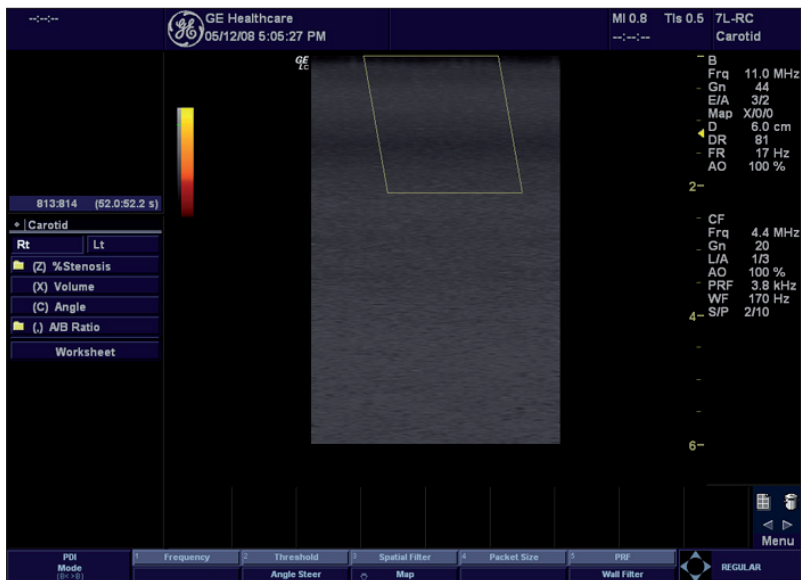 --:--:--
GE Healthcare
05/12/08 5:05:27 PM
MI 0.8 TIs 0.5 7L-RC
--:--:-- Carotid
GE
LC
813:814 (52.0:52.2 s)
Carotid
Rt Lt
(Z) %Stenosis
(X) Volume
(C) Angle
(,) A/B Ratio
Worksheet
B
Frq 11.0 MHz
Gn 44
E/A 3/2
Map X/0/0
D 6.0 cm
DR 81
FR 17 Hz
AO 100 %
2
CF
Frq 4.4 MHz
Gn 20
L/A 1/3
AO 100 %
PRF 3.8 kHz
WF 170 Hz
S/P 2/10
4
6
Menu
PDI
Mode
(B< >B)
1 Frequency 2 Threshold 3 Spatial Filter 4 Packet Size 5 PRF
Angle Steer Map Wall Filter
REGULAR